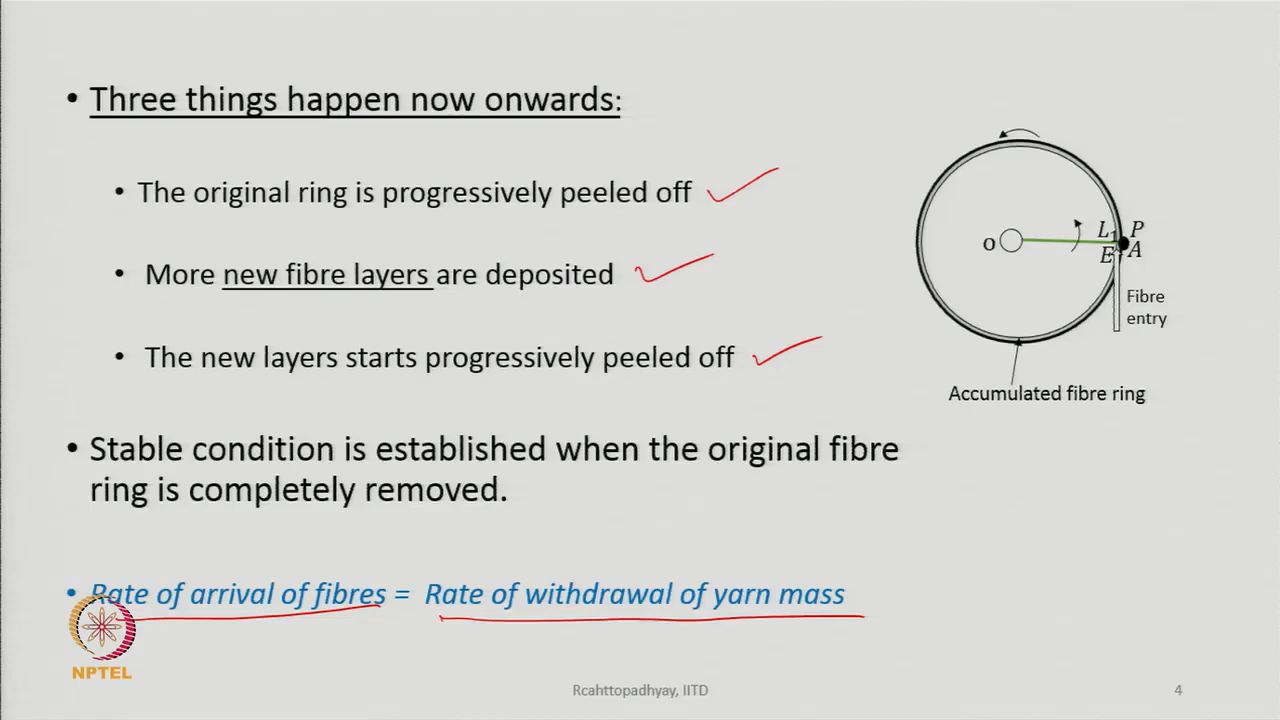 • Three things happen now onwards:
• The original ring is progressively peeled off
• More new fibre layers are deposited
• The new layers starts progressively peeled off
• Stable condition is established when the original fibre
ring is completely removed.
• Rate of arrival of fibres = Rate of withdrawal of yarn mass
o
L1 P
E A
Fibre
entry
Accumulated fibre ring
NPTEL
Rcahttopadhyay, IITD
4